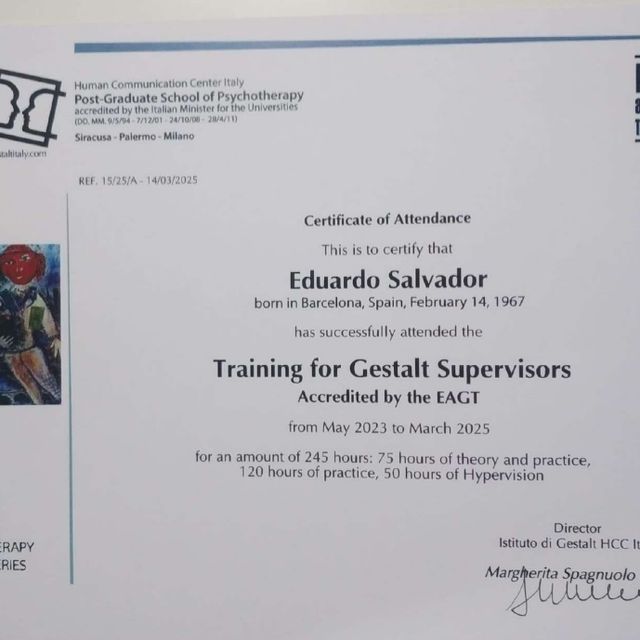 Human Communication Center Italy
Post-Graduate School of Psychotherapy
accredited by the Italian Minister for the Universities
(DD. MM. 9/5/94 - 7/12/01 - 24/10/08 - 28/4/11)
Siracusa - Palermo - Milano
taltitaly.com
REF. 15/25/A - 14/03/2025
Certificate of Attendance
This is to certify that
Eduardo Salvador
born in Barcelona, Spain, February 14, 1967
has successfully attended the
Training for Gestalt Supervisors
Accredited by the EAGT
from May 2023 to March 2025
for an amount of 245 hours: 75 hours of theory and practice,
120 hours of practice, 50 hours of Hypervision
Director
Istituto di Gestalt HCC It
Margherita Spagnuolo
ERAPY
RIES